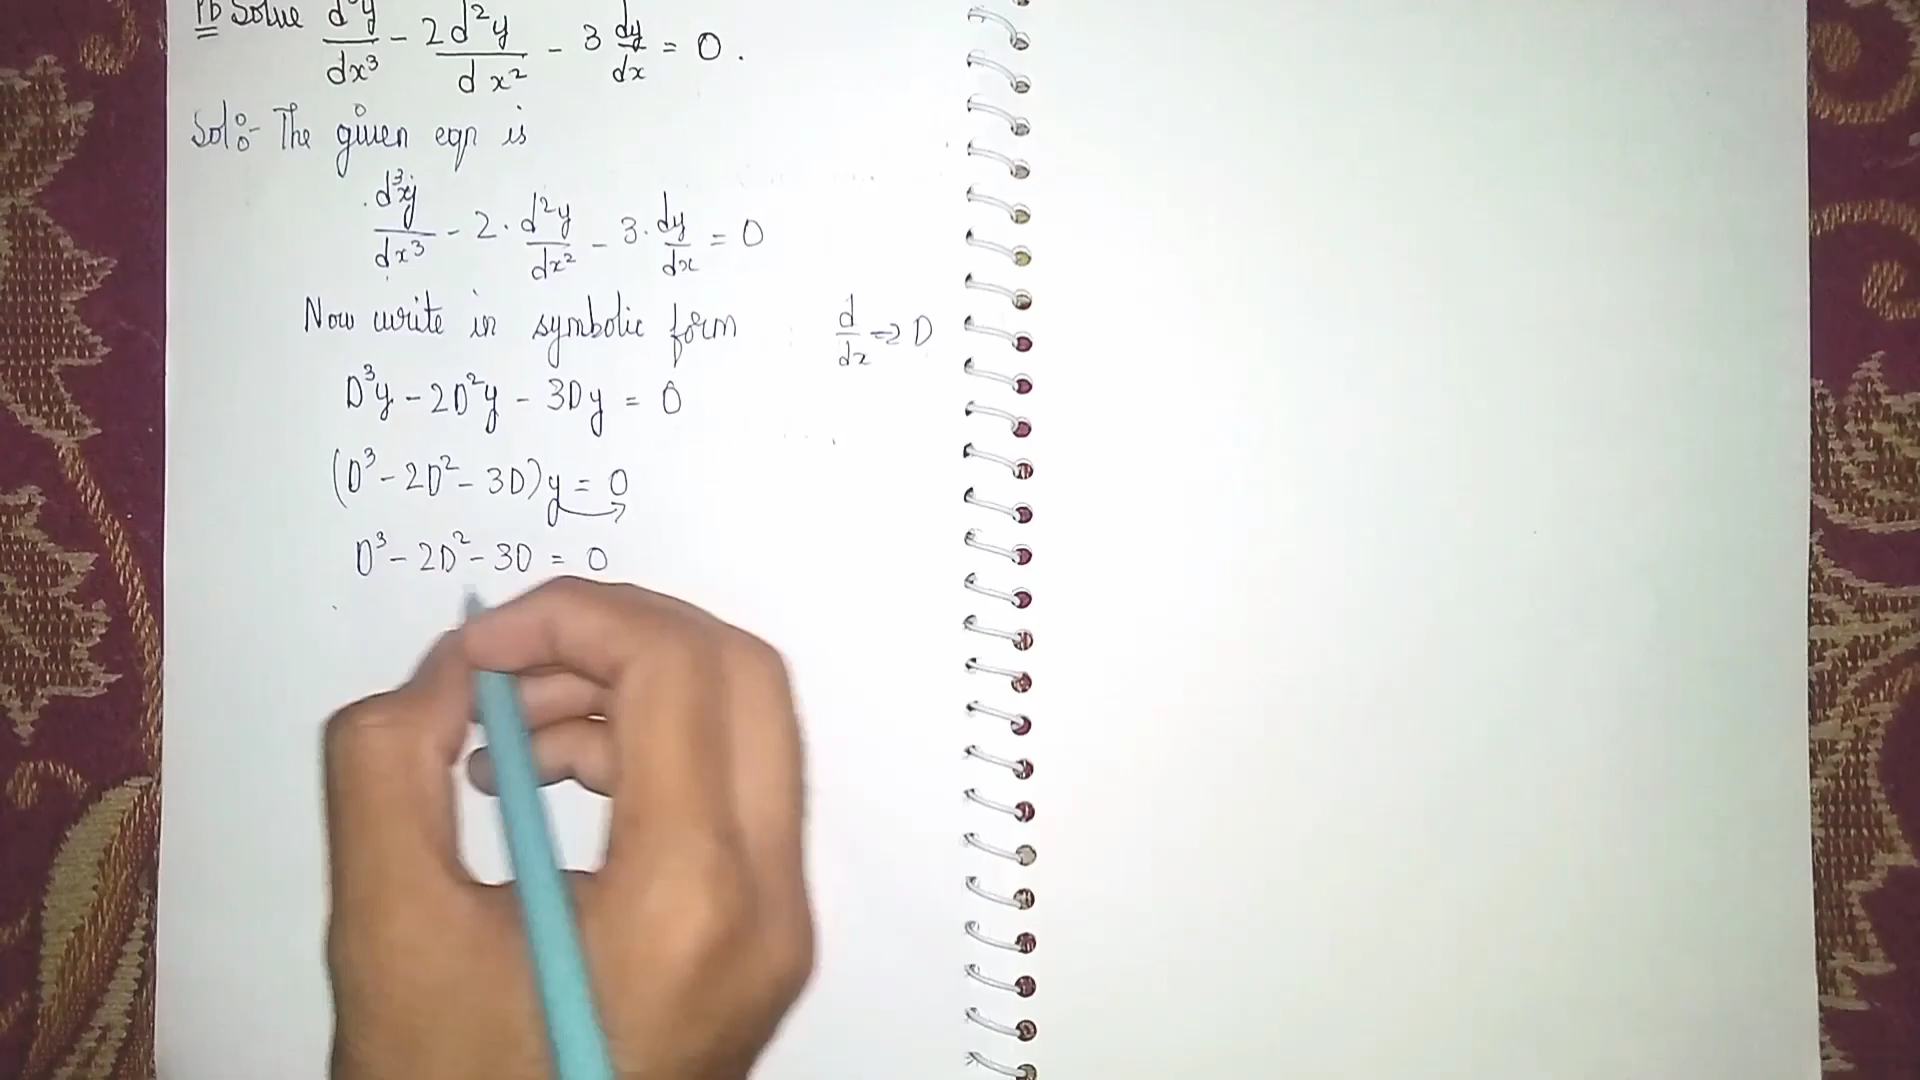 Pb Solve d³y/dx³ - 2d²y/dx² - 3 dy/dx = 0.
Sol:- The given eqn is
d³y/dx³ - 2. d²y/dx² - 3. dy/dx = 0
Now write in symbolic form d/dx ⇒ D
D³y - 2D²y - 3Dy = 0
(D³ - 2D² - 3D)y = 0
D³ - 2D² - 3D = 0